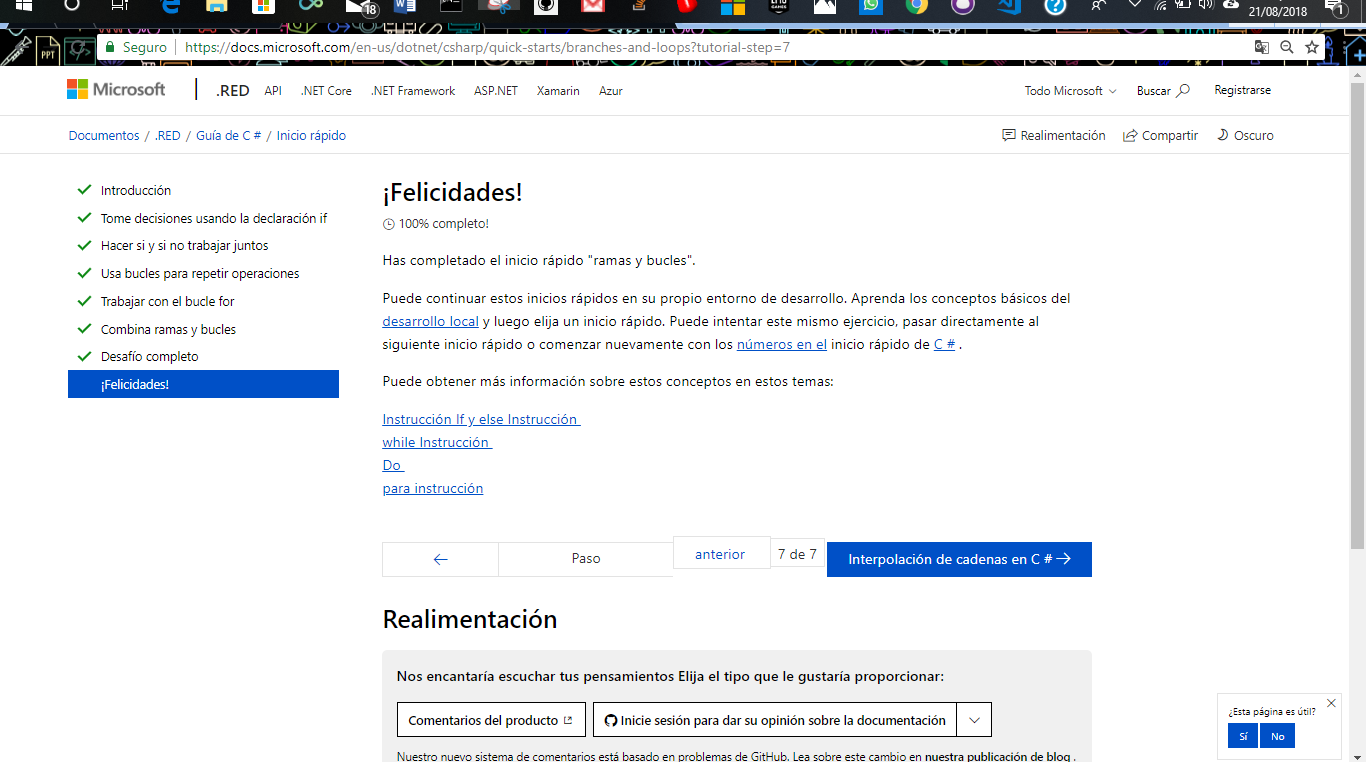 18
21/08/2018
1
PPT
Seguro
https://docs.microsoft.com/en-us/dotnet/csharp/quick-starts/branches-and-loops?tutorial-step=7
Microsoft
.RED API .NET Core .NET Framework ASP.NET Xamarin Azur
Todo Microsoft Buscar Registrarse
Documentos / .RED / Guía de C # / Inicio rápido
Realimentación Compartir Oscuro
Introducción
Tome decisiones usando la declaración if
Hacer si y si no trabajar juntos
Usa bucles para repetir operaciones
Trabajar con el bucle for
Combina ramas y bucles
Desafío completo
¡Felicidades!
¡Felicidades!
100% completo!
Has completado el inicio rápido "ramas y bucles".
Puede continuar estos inicios rápidos en su propio entorno de desarrollo. Aprenda los conceptos básicos del
desarrollo local y luego elija un inicio rápido. Puede intentar este mismo ejercicio, pasar directamente al
siguiente inicio rápido o comenzar nuevamente con los números en el inicio rápido de C # .
Puede obtener más información sobre estos conceptos en estos temas:
Instrucción If y else Instrucción
while Instrucción
Do
para instrucción
Paso anterior 7 de 7 Interpolación de cadenas en C #
Realimentación
Nos encantaría escuchar tus pensamientos Elija el tipo que le gustaría proporcionar:
Comentarios del producto
Inicie sesión para dar su opinión sobre la documentación
Nuestro nuevo sistema de comentarios está basado en problemas de GitHub. Lea sobre este cambio en nuestra publicación de blog .
¿Esta página es útil?
Sí No